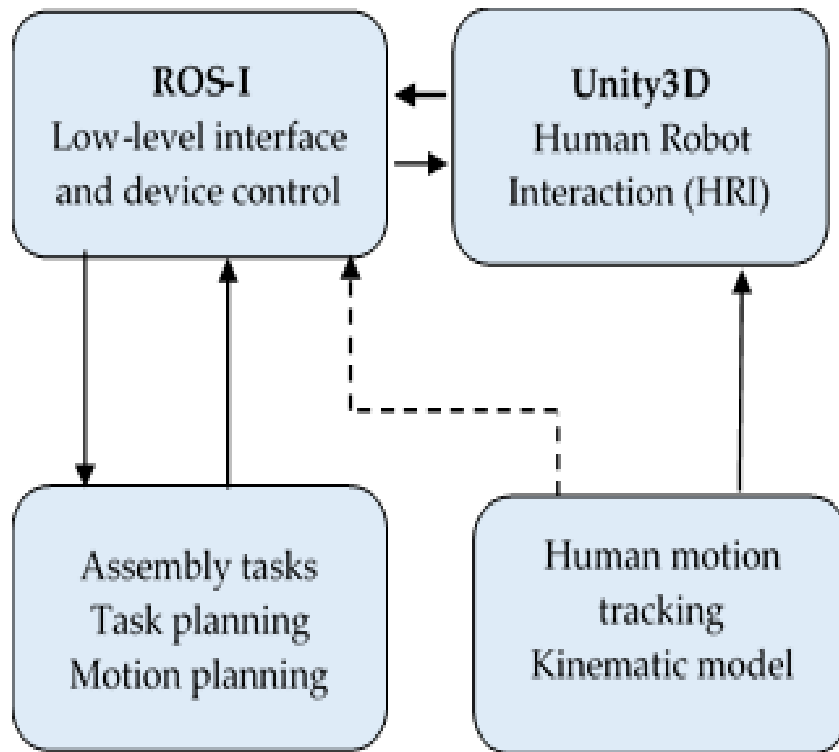 ROS-I
Low-level interface
and device control
Unity3D
Human Robot
Interaction (HRI)
Assembly tasks
Task planning
Motion planning
Human motion
tracking
Kinematic model